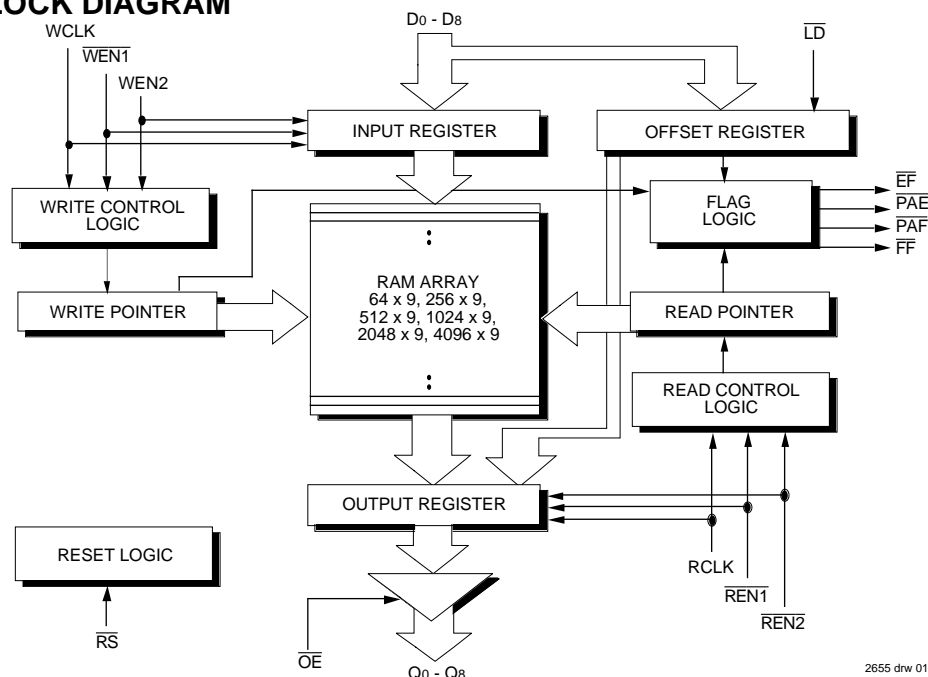 BLOCK DIAGRAM
WCLK
WEN1
WEN2
D0 - D8
LD
INPUT REGISTER
OFFSET REGISTER
WRITE CONTROL
LOGIC
FLAG
LOGIC
EF
PAE
PAF
FF
RAM ARRAY
64 x 9, 256 x 9,
512 x 9, 1024 x 9,
2048 x 9, 4096 x 9
WRITE POINTER
READ POINTER
READ CONTROL
LOGIC
OUTPUT REGISTER
RESET LOGIC
RS
OE
RCLK
REN1
REN2
Q0 - Q8
2655 drw 01